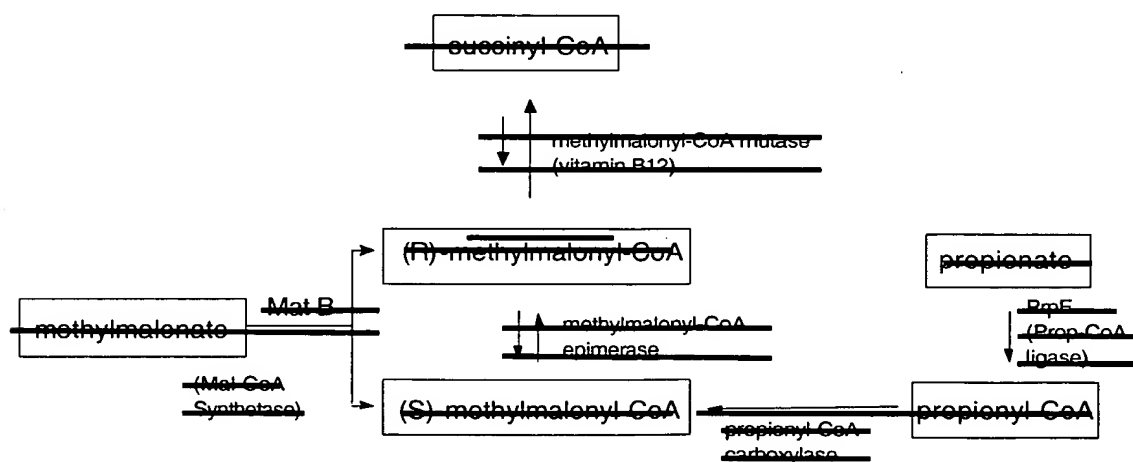 succinyl-CoA
methylmalonyl-CoA mutase
(vitamin B12)
(R)-methylmalonyl-CoA
propionate
Mat B
methylmalonate
methylmalonyl-CoA
epimerase
(Prop-CoA
ligase)
(Mal-CoA
Synthetase)
(S)-methylmalonyl-CoA
propionyl-CoA
propionyl-CoA
carboxylase